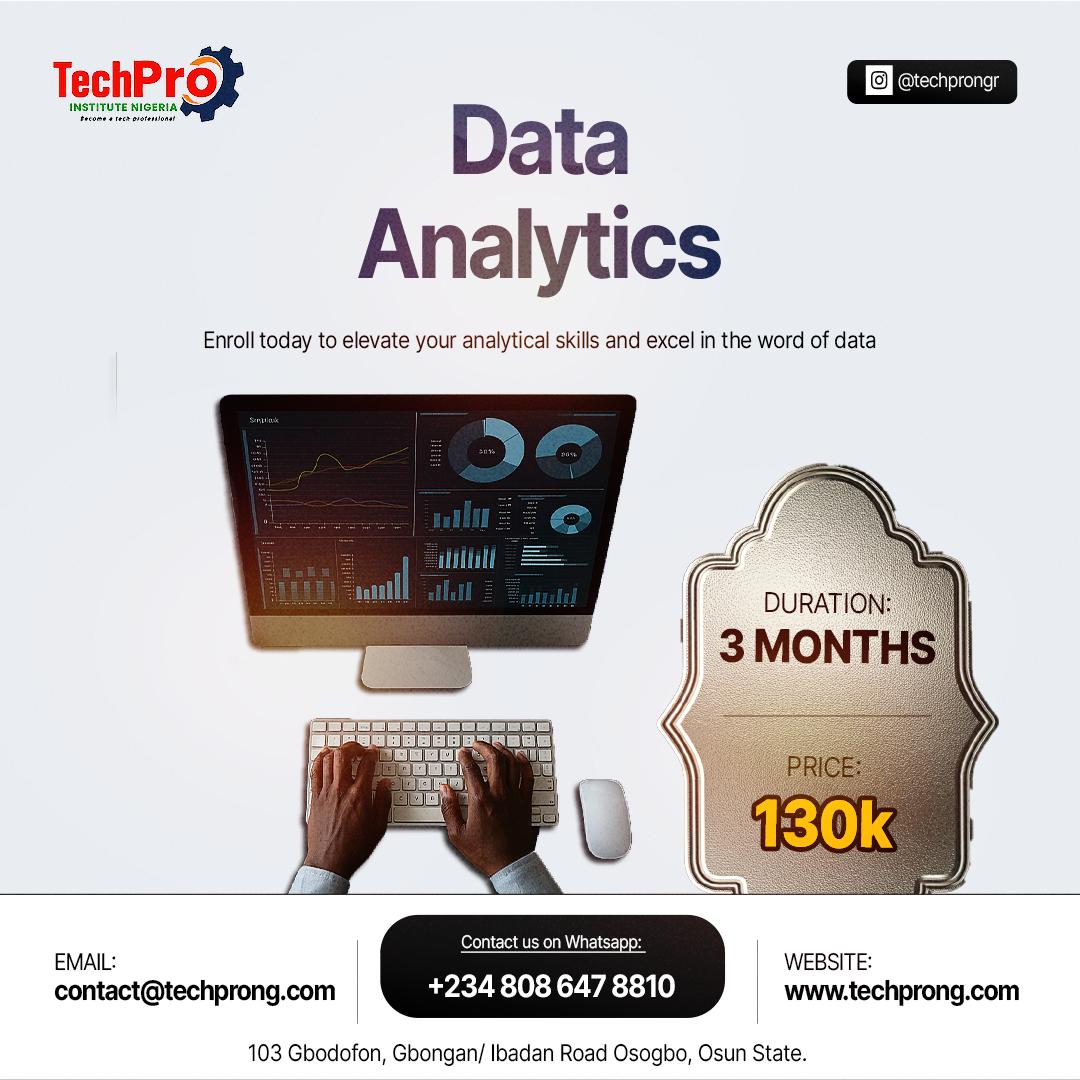 TechPro
INSTITUTE NIGERIA
Become a tech professional
@techprongr
Data
Analytics
Enroll today to elevate your analytical skills and excel in the word of data
DURATION:
3 MONTHS
PRICE:
130k
EMAIL:
contact@techprong.com
Contact us on Whatsapp:
+234 808 647 8810
WEBSITE:
www.techprong.com
103 Gbodofon, Gbongan/ Ibadan Road Osogbo, Osun State.